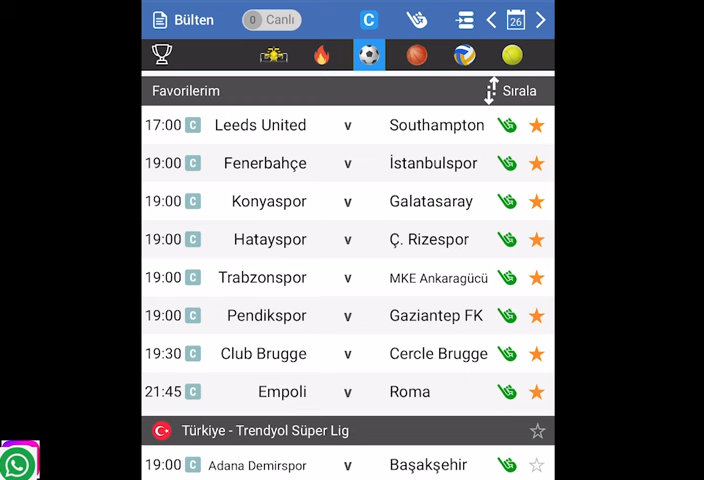 Bülten 0 Canlı C 26
Favorilerim Sırala
17:00 C Leeds United v Southampton
19:00 C Fenerbahçe v İstanbulspor
19:00 C Konyaspor v Galatasaray
19:00 C Hatayspor v Ç. Rizespor
19:00 C Trabzonspor v MKE Ankaragücü
19:00 C Pendikspor v Gaziantep FK
19:30 C Club Brugge v Cercle Brugge
21:45 C Empoli v Roma
Türkiye - Trendyol Süper Lig
19:00 C Adana Demirspor v Başakşehir